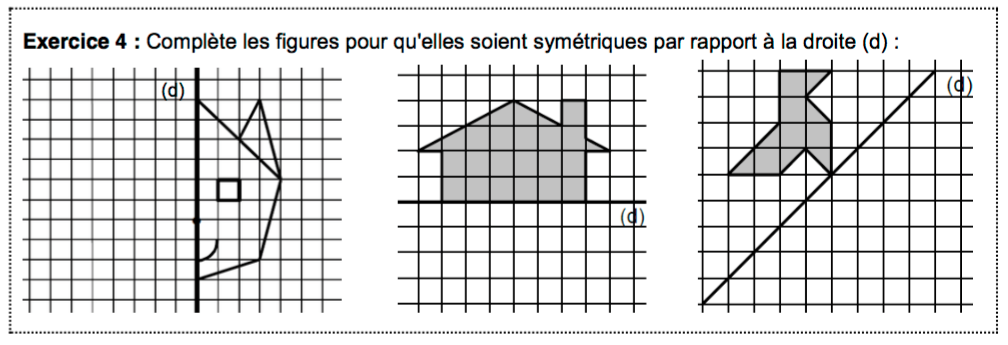 Exercice 4 : Complète les figures pour qu'elles soient symétriques par rapport à la droite (d) :
(d)
(d)
(d)